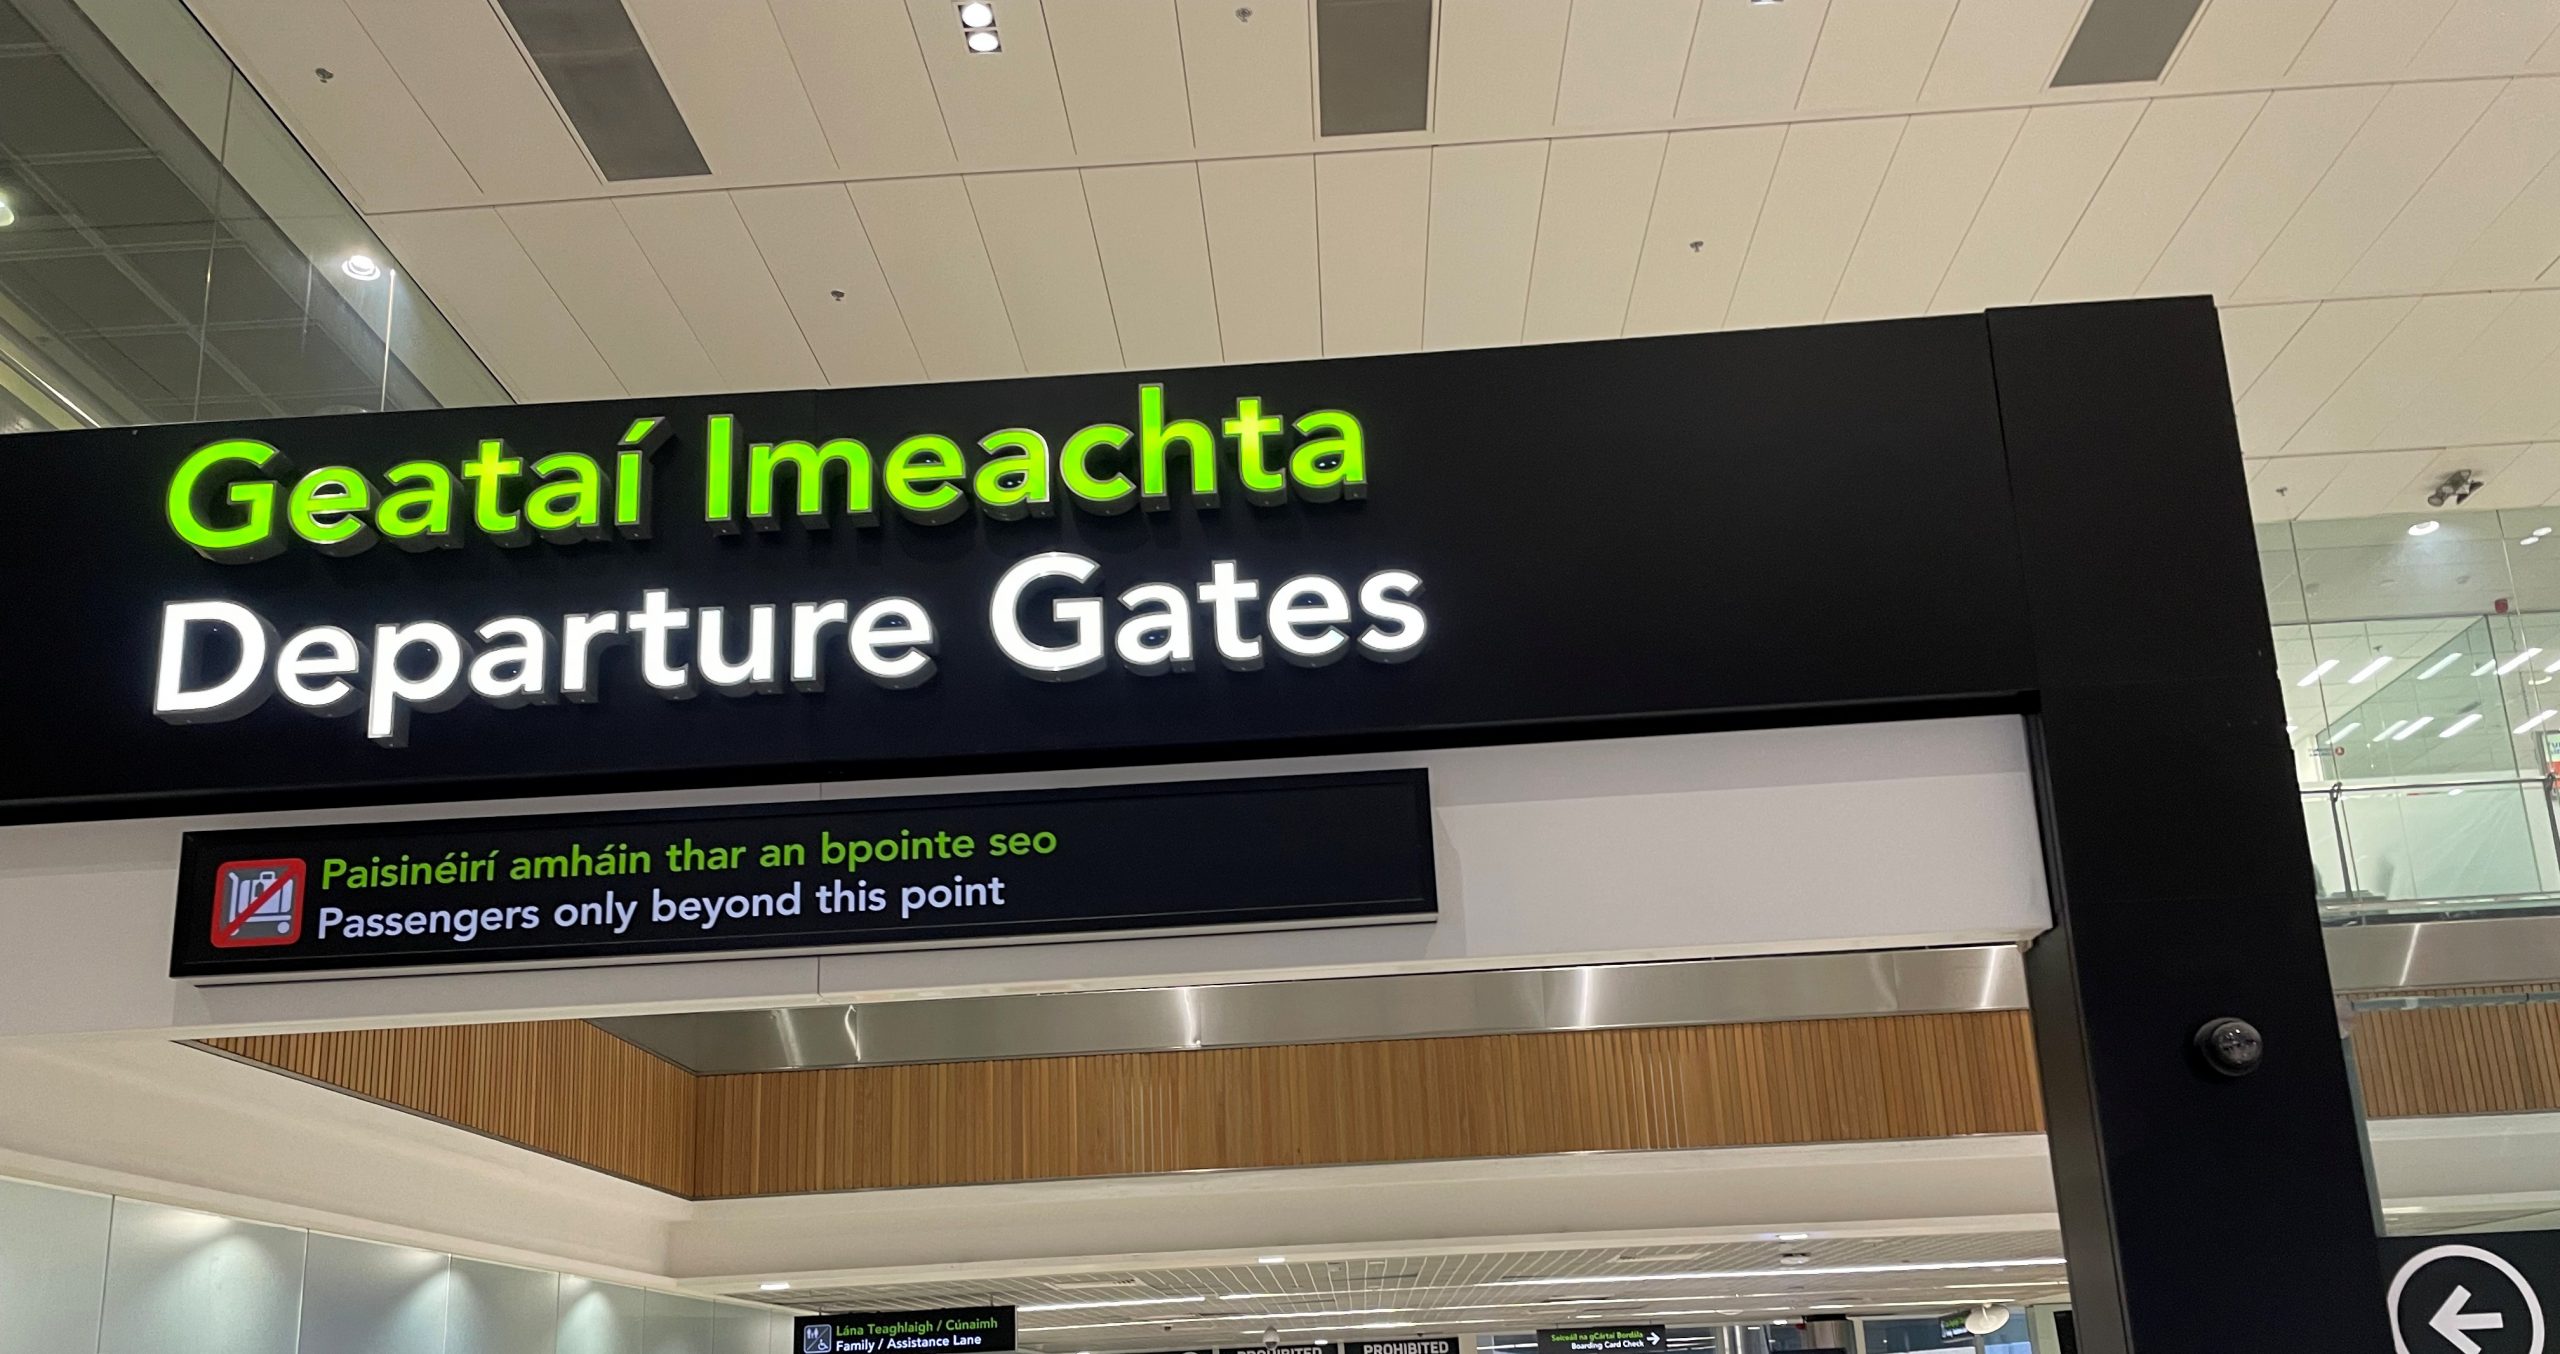 Geataí Imeachta
Departure Gates
Paisinéirí amháin thar an bpointe seo
Passengers only beyond this point
Lána Teaghlaigh / Cúnaimh
Family / Assistance Lane
PROHIBITED
PROHIBITED
Seiceáil na gCártaí Bordála
Boarding Card Check